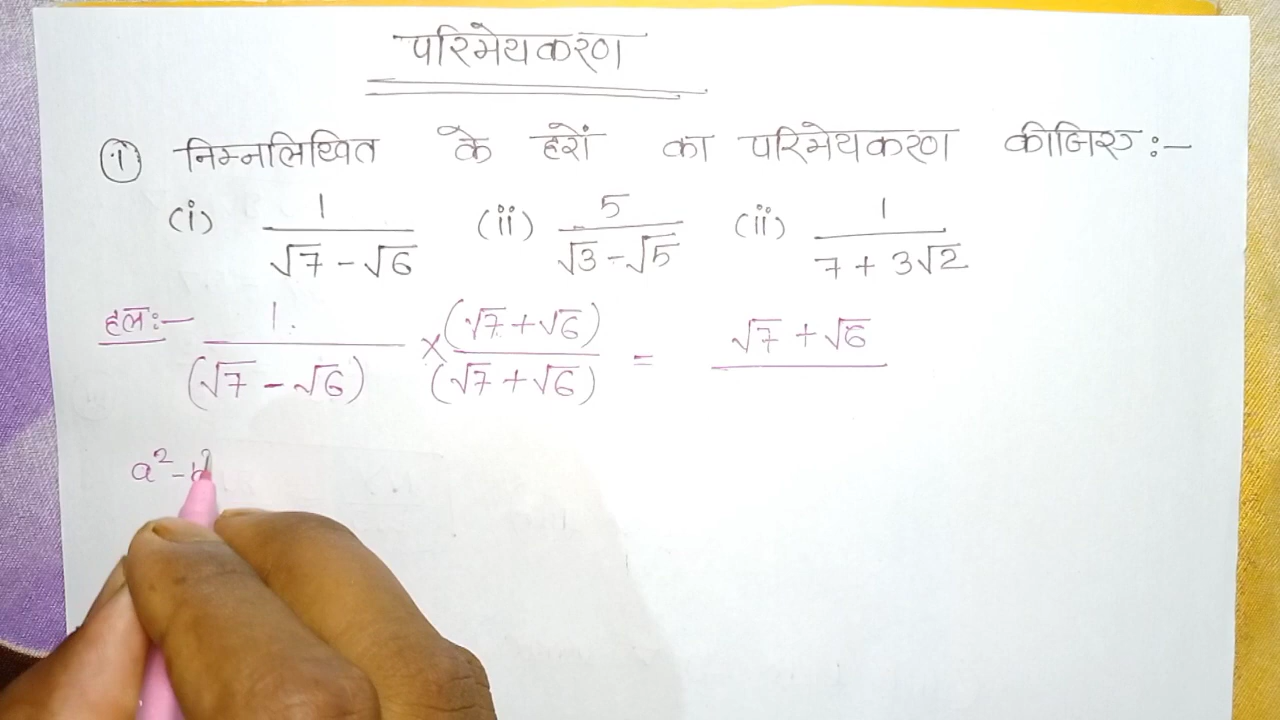 परिमेयकरण
① निम्नलिखित के हरों का परिमेयकरण कीजिए :-
(i) 1/(√7 - √6) (ii) 5/(√3 - √5) (ii) 1/(7 + 3√2)
हल :- 1/(√7 - √6) × (√7 + √6)/(√7 + √6) = √7 + √6
a² -